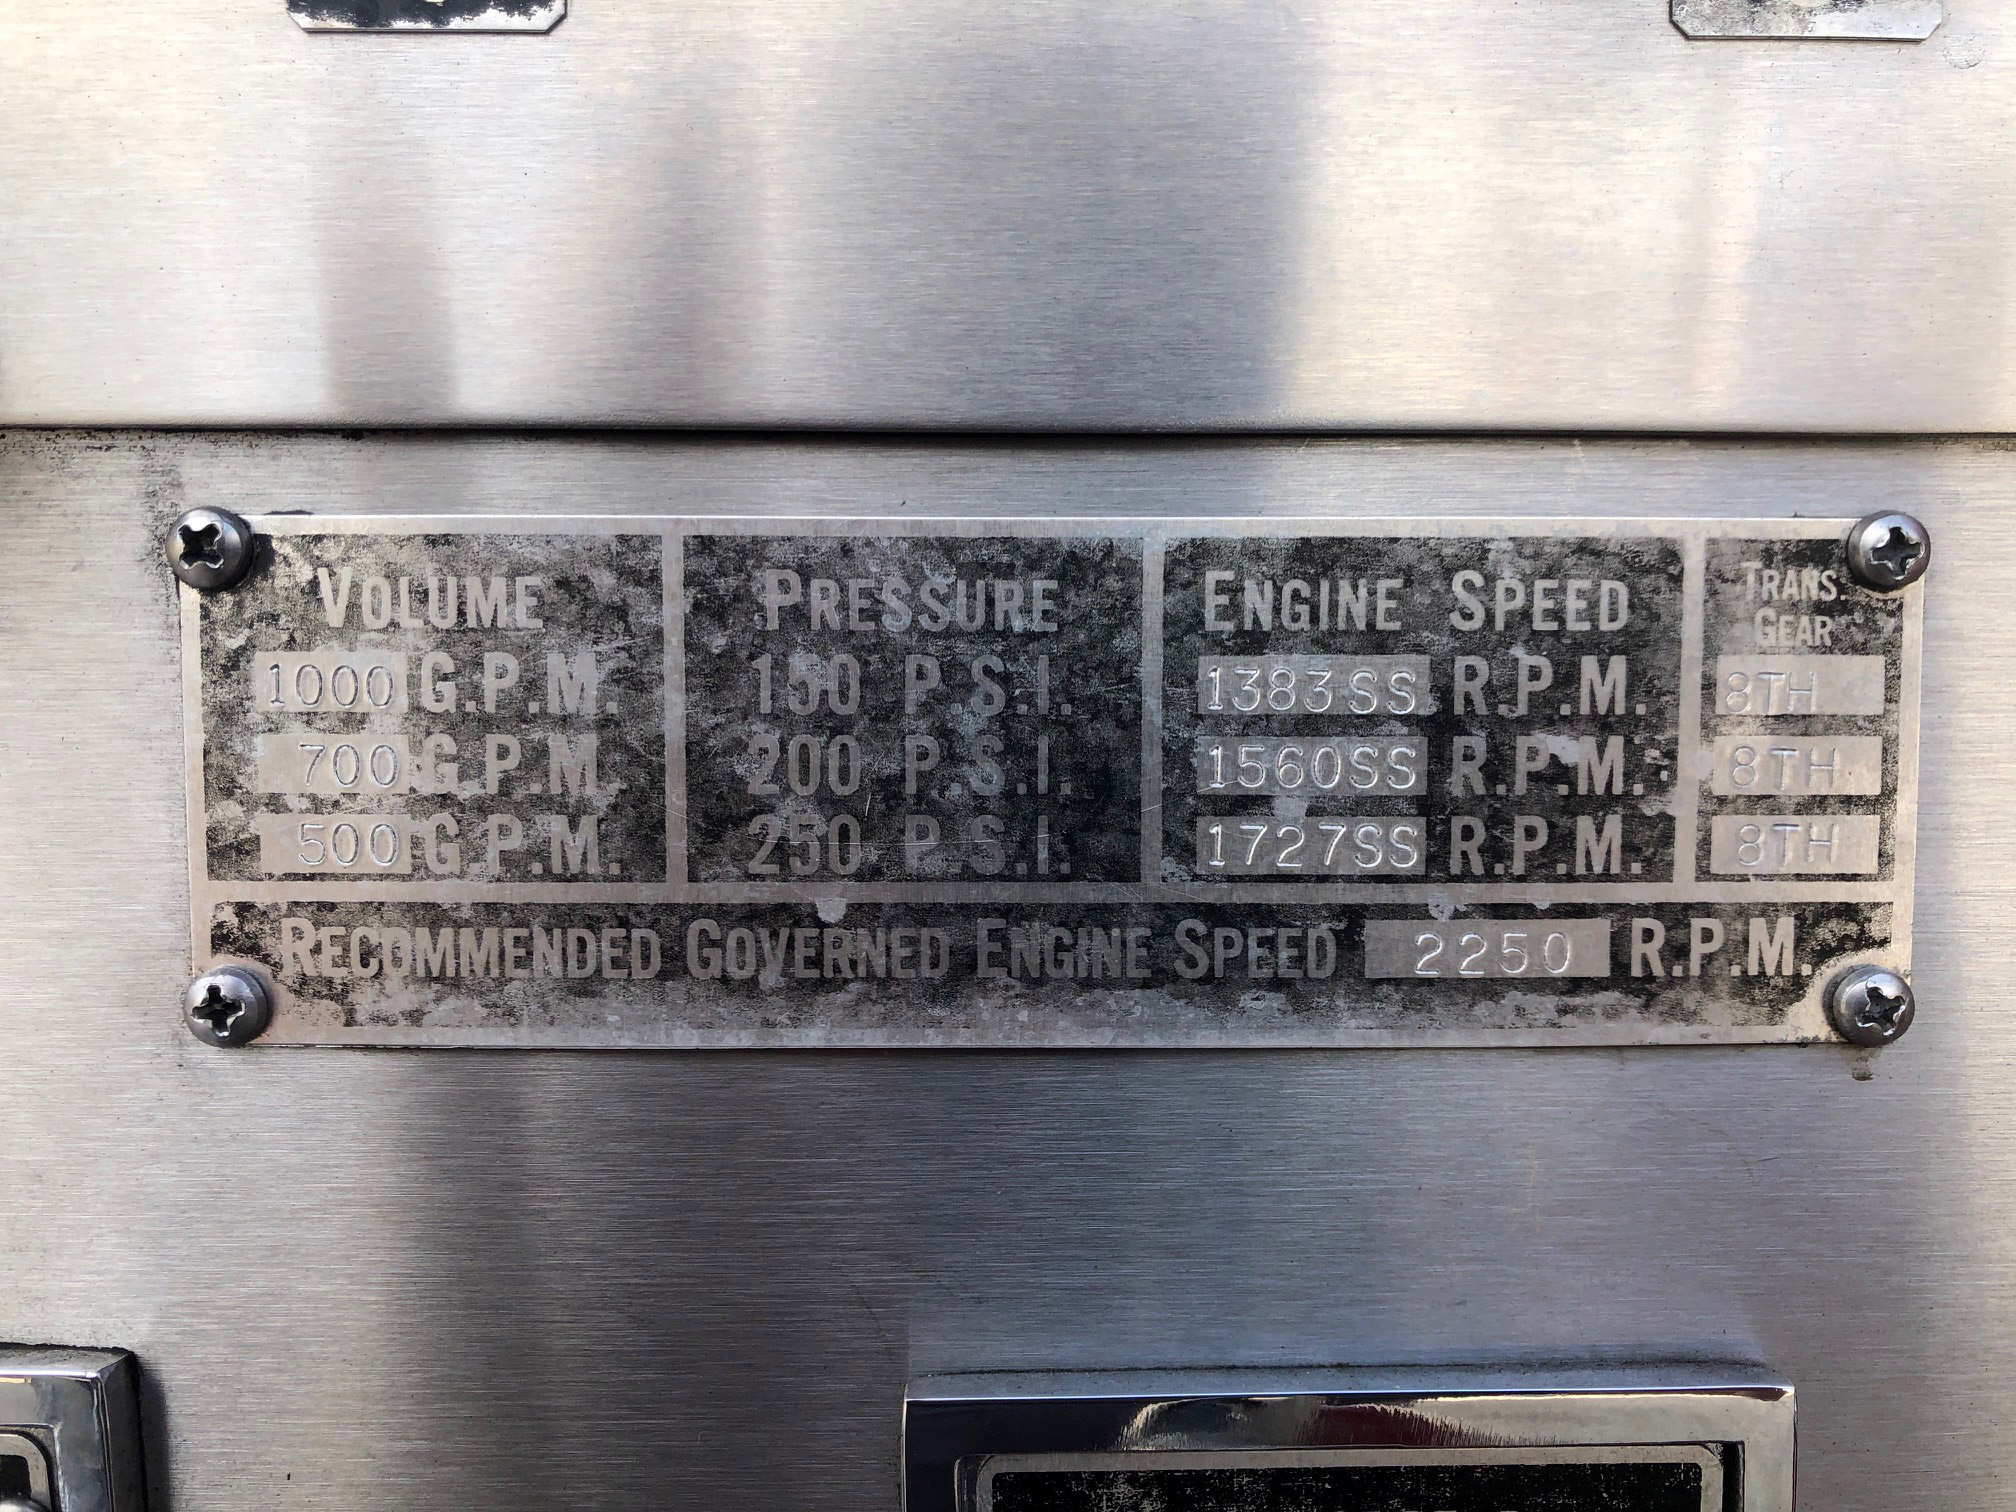 VOLUME PRESSURE ENGINE SPEED TRANS. GEAR
1000 G.P.M. 150 P.S.I. 1383SS R.P.M. 8TH
700 G.P.M. 200 P.S.I. 1560SS R.P.M. 8TH
500 G.P.M. 250 P.S.I. 1727SS R.P.M. 8TH
RECOMMENDED GOVERNED ENGINE SPEED 2250 R.P.M.